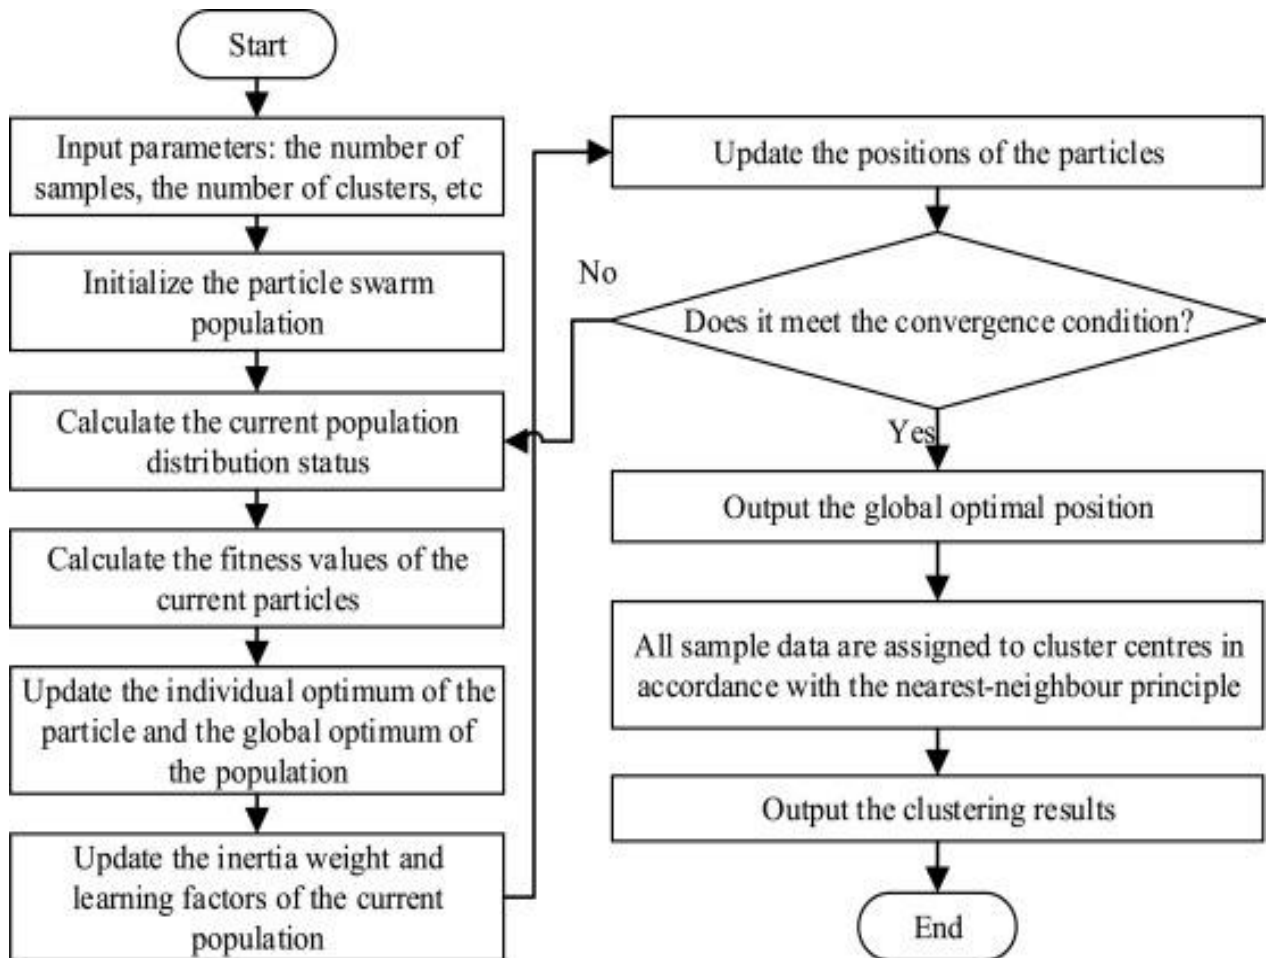 Start
Input parameters: the number of
samples, the number of clusters, etc
Initialize the particle swarm
population
Calculate the current population
distribution status
Calculate the fitness values of the
current particles
Update the individual optimum of the
particle and the global optimum of
the population
Update the inertia weight and
learning factors of the current
population
Update the positions of the particles
No
Does it meet the convergence condition?
Yes
Output the global optimal position
All sample data are assigned to cluster centres in
accordance with the nearest-neighbour principle
Output the clustering results
End